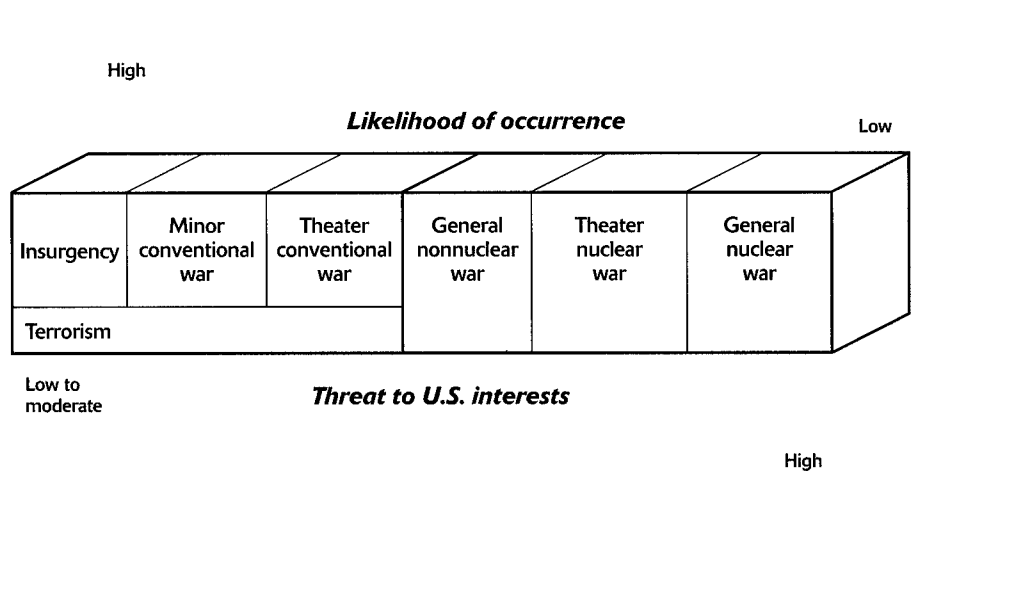 High
Likelihood of occurrence
Low
Insurgency
Minor
conventional
war
Theater
conventional
war
General
nonnuclear
war
Theater
nuclear
war
General
nuclear
war
Terrorism
Low to
moderate
Threat to U.S. interests
High